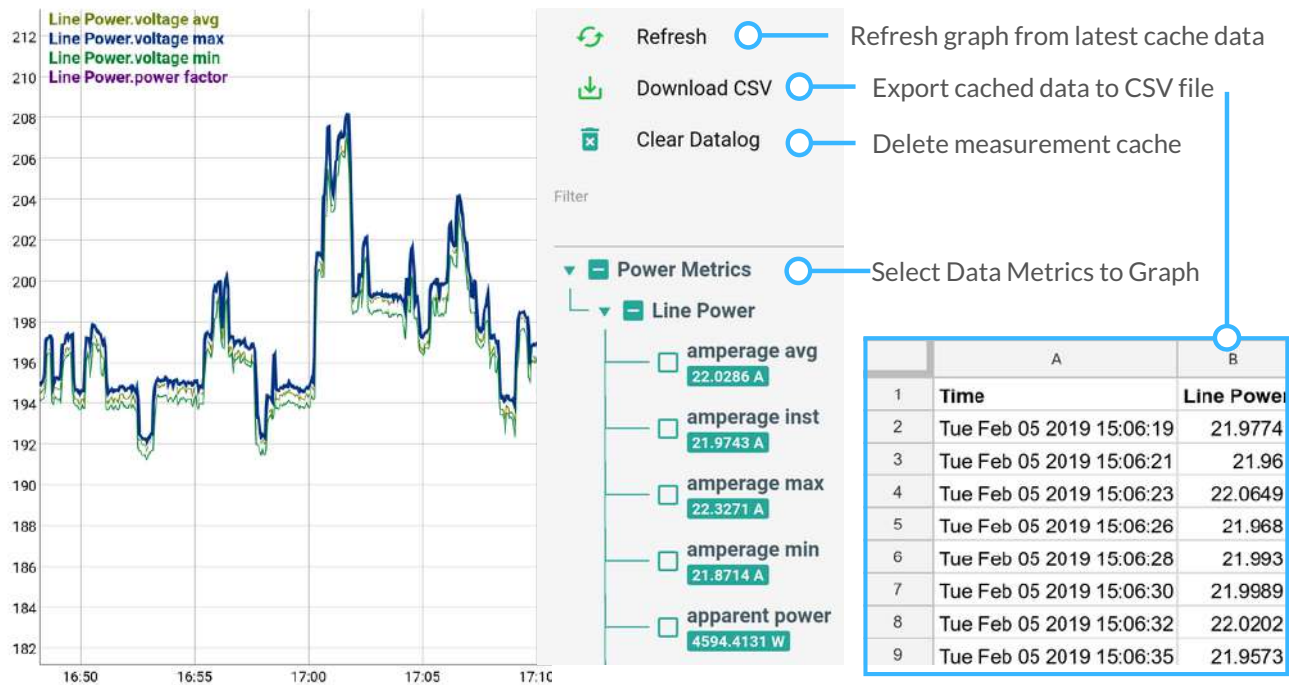 Line Power.voltage avg
Line Power.voltage max
Line Power.voltage min
Line Power.power factor
212
210
208
206
204
202
200
198
196
194
192
190
188
186
184
182
16:50
16:55
17:00
17:05
17:10
Refresh
Refresh graph from latest cache data
Download CSV
Export cached data to CSV file
Clear Datalog
Delete measurement cache
Filter
Power Metrics
Select Data Metrics to Graph
Line Power
amperage avg
22.0286 A
amperage inst
21.9743 A
amperage max
22.3271 A
amperage min
21.8714 A
apparent power
4594.4131 W
A B
1 Time Line Power
2 Tue Feb 05 2019 15:06:19 21.9774
3 Tue Feb 05 2019 15:06:21 21.96
4 Tue Feb 05 2019 15:06:23 22.0649
5 Tue Feb 05 2019 15:06:26 21.968
6 Tue Feb 05 2019 15:06:28 21.993
7 Tue Feb 05 2019 15:06:30 21.9989
8 Tue Feb 05 2019 15:06:32 22.0202
9 Tue Feb 05 2019 15:06:35 21.9573